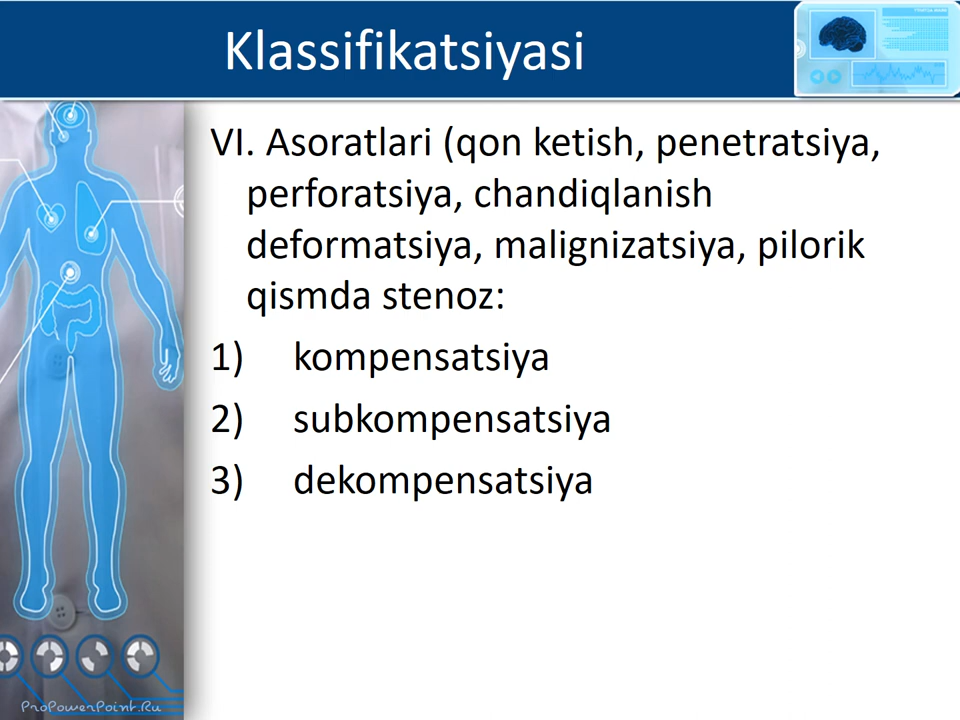 Klassifikatsiyasi
VI. Asoratlari (qon ketish, penetratsiya,
perforatsiya, chandiqlanish
deformatsiya, malignizatsiya, pilorik
qismda stenoz:
1) kompensatsiya
2) subkompensatsiya
3) dekompensatsiya
ProPowerPoint.Ru